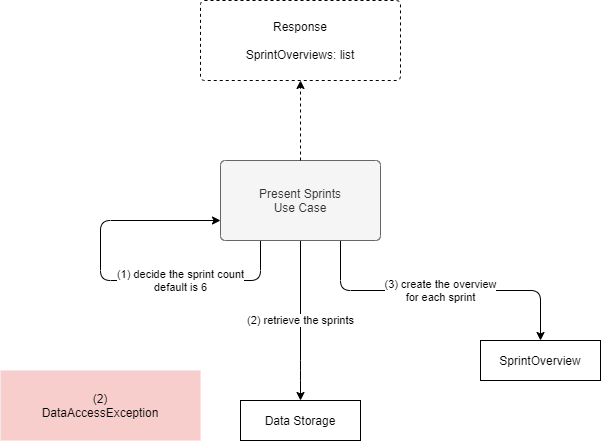 Response
SprintOverviews: list
Present Sprints
Use Case
(1) decide the sprint count
default is 6
(3) create the overview
for each sprint
(2) retrieve the sprints
SprintOverview
(2)
DataAccessException
Data Storage